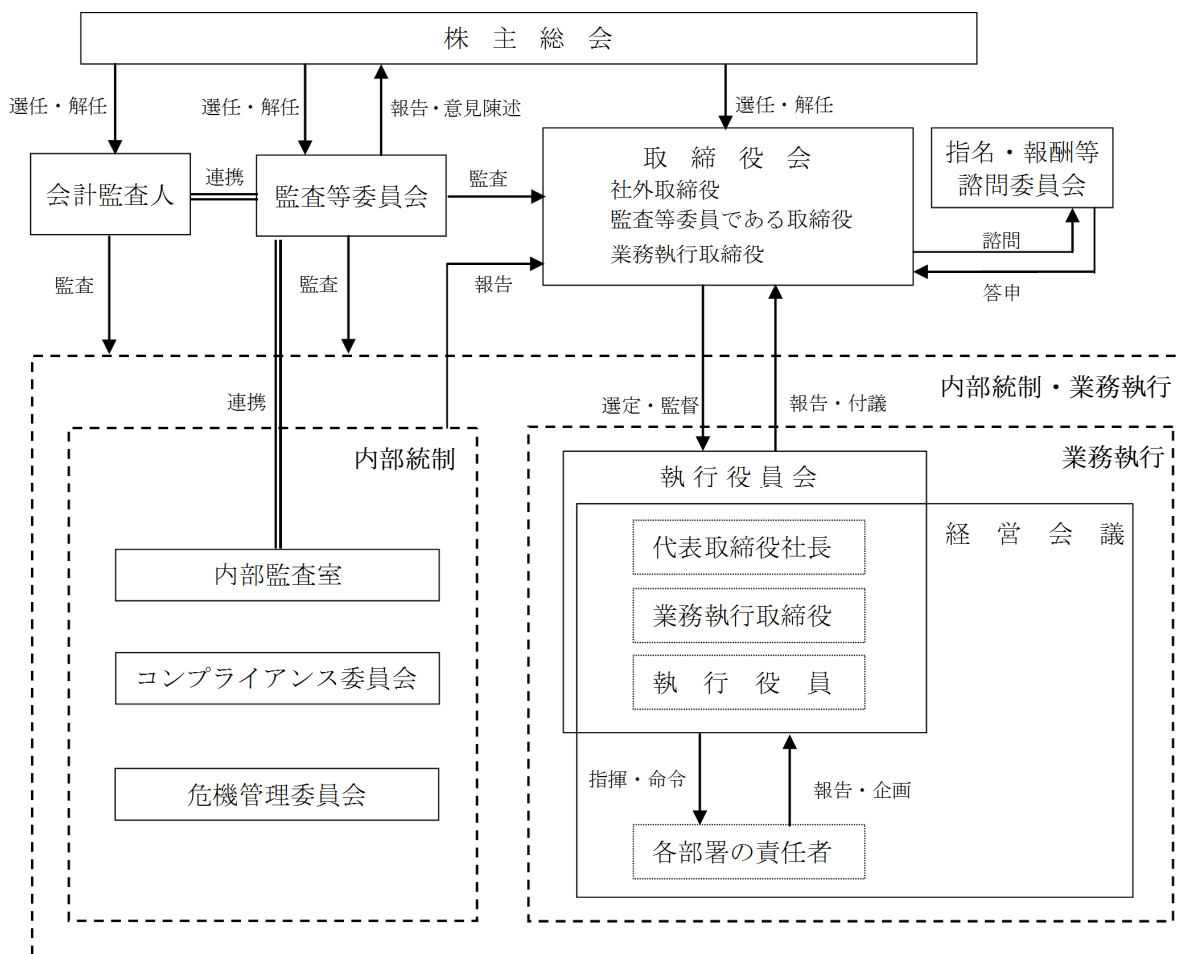 株 主 総 会
選任・解任
選任・解任
報告・意見陳述
選任・解任
会計監査人
連携
監査等委員会
監査
取 締 役 会
社外取締役
監査等委員である取締役
業務執行取締役
指名・報酬等
諮問委員会
諮問
答申
監査
監査
報告
内部統制・業務執行
連携
選定・監督
報告・付議
内部統制
業務執行
執行役員会
経 営 会 議
代表取締役社長
業務執行取締役
執 行 役 員
内部監査室
コンプライアンス委員会
危機管理委員会
指揮・命令
報告・企画
各部署の責任者